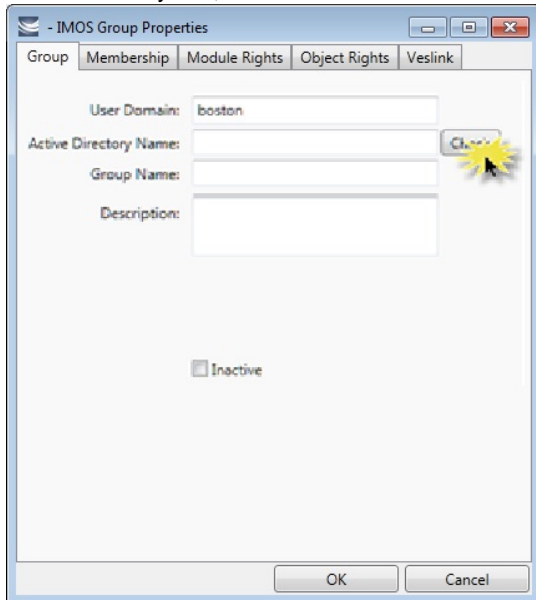 - IMOS Group Properties
Group Membership Module Rights Object Rights Veslink
User Domain: boston
Active Directory Name:
Group Name:
Description:
Inactive
OK Cancel